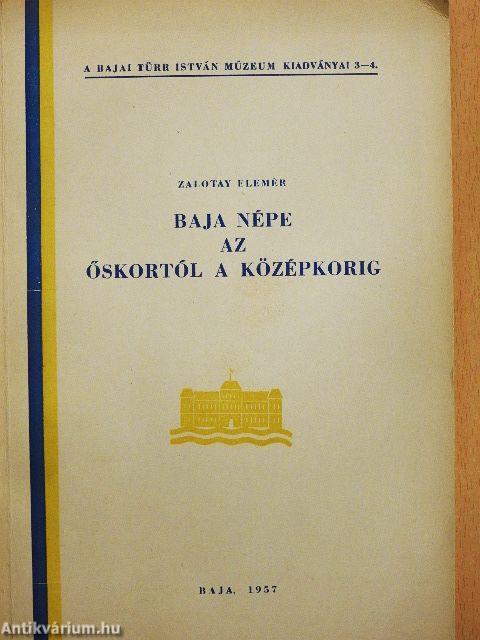 A BAJAI TÜRR ISTVÁN MÚZEUM KIADVÁNYAI 3—4.
ZALOTAY ELEMÉR
BAJA NÉPE
AZ
ŐSKORTÓL A KÖZÉPKORIG
BAJA, 1957
Antikvárium.hu